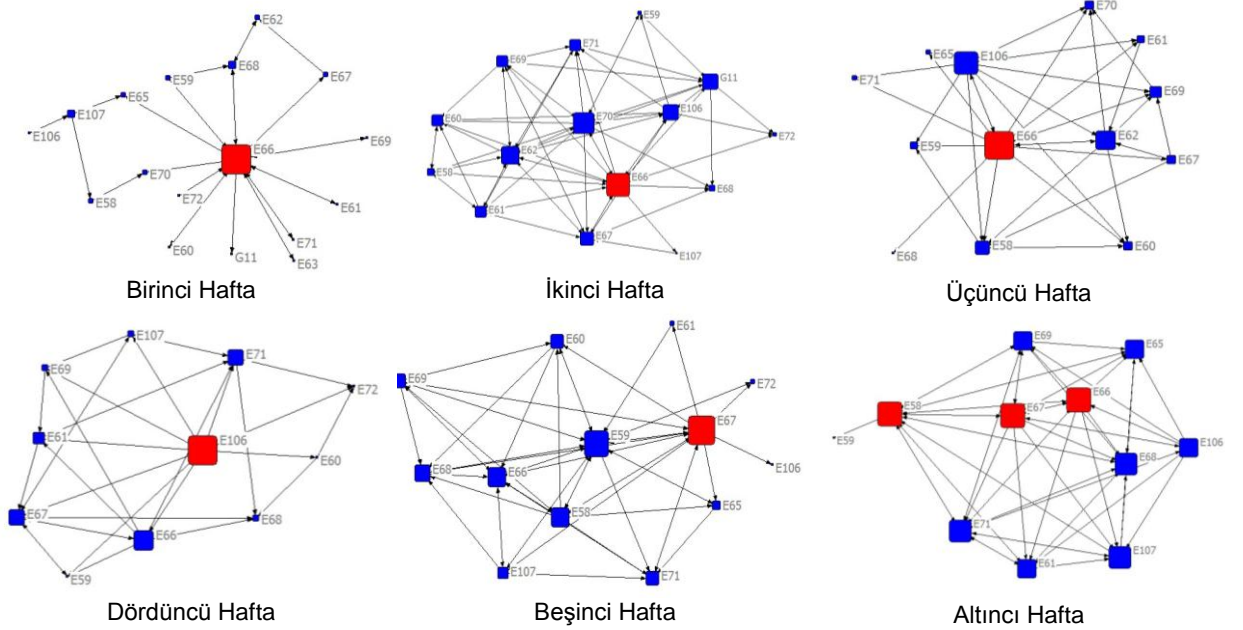 E62
E68
E67
E59
E65
E107
E106
E66
E69
E70
E72
E58
E61
E71
E60
G11
E63
Birinci Hafta
E59
E71
E69
G11
E106
E60
E70
E72
E62
E58
E66
E68
E61
E67
E107
İkinci Hafta
E70
E65
E61
E106
E71
E69
E66
E62
E59
E67
E58
E60
E68
Üçüncü Hafta
E107
E71
E69
E72
E61
E106
E60
E67
E68
E66
E59
Dördüncü Hafta
E61
E60
E69
E72
E67
E59
E106
E68
E66
E65
E58
E107
E71
Beşinci Hafta
E69
E65
E66
E58
E67
E59
E106
E68
E71
E107
E61
Altıncı Hafta